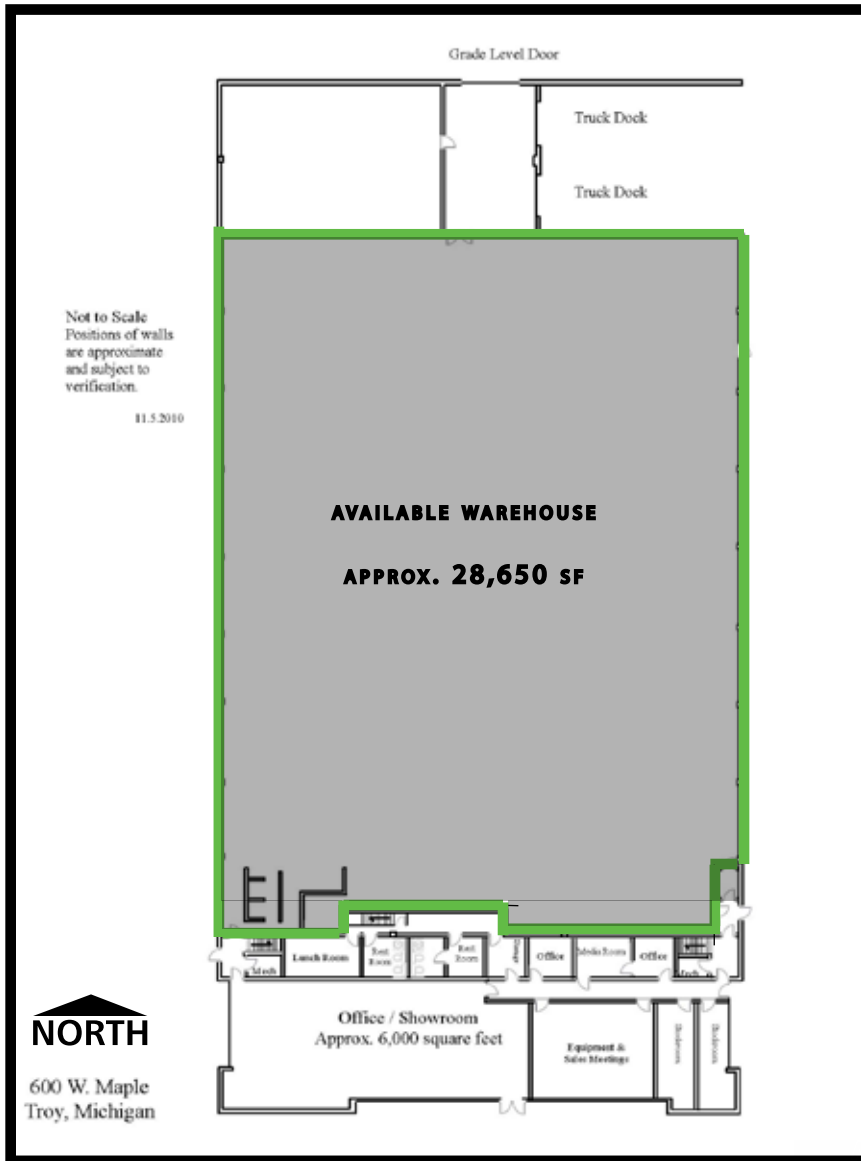 Grade Level Door
Truck Dock
Truck Dock
Not to Scale
Positions of walls
are approximate
and subject to
verification.
11.5.2010
AVAILABLE WAREHOUSE
APPROX. 28,650 SF
Lunch Room
Rest
Room
Rest
Room
Office
Media Room
Office
Mech
Mech
NORTH
Office / Showroom
Approx. 6,000 square feet
Equipment &
Sales Meetings
600 W. Maple
Troy, Michigan